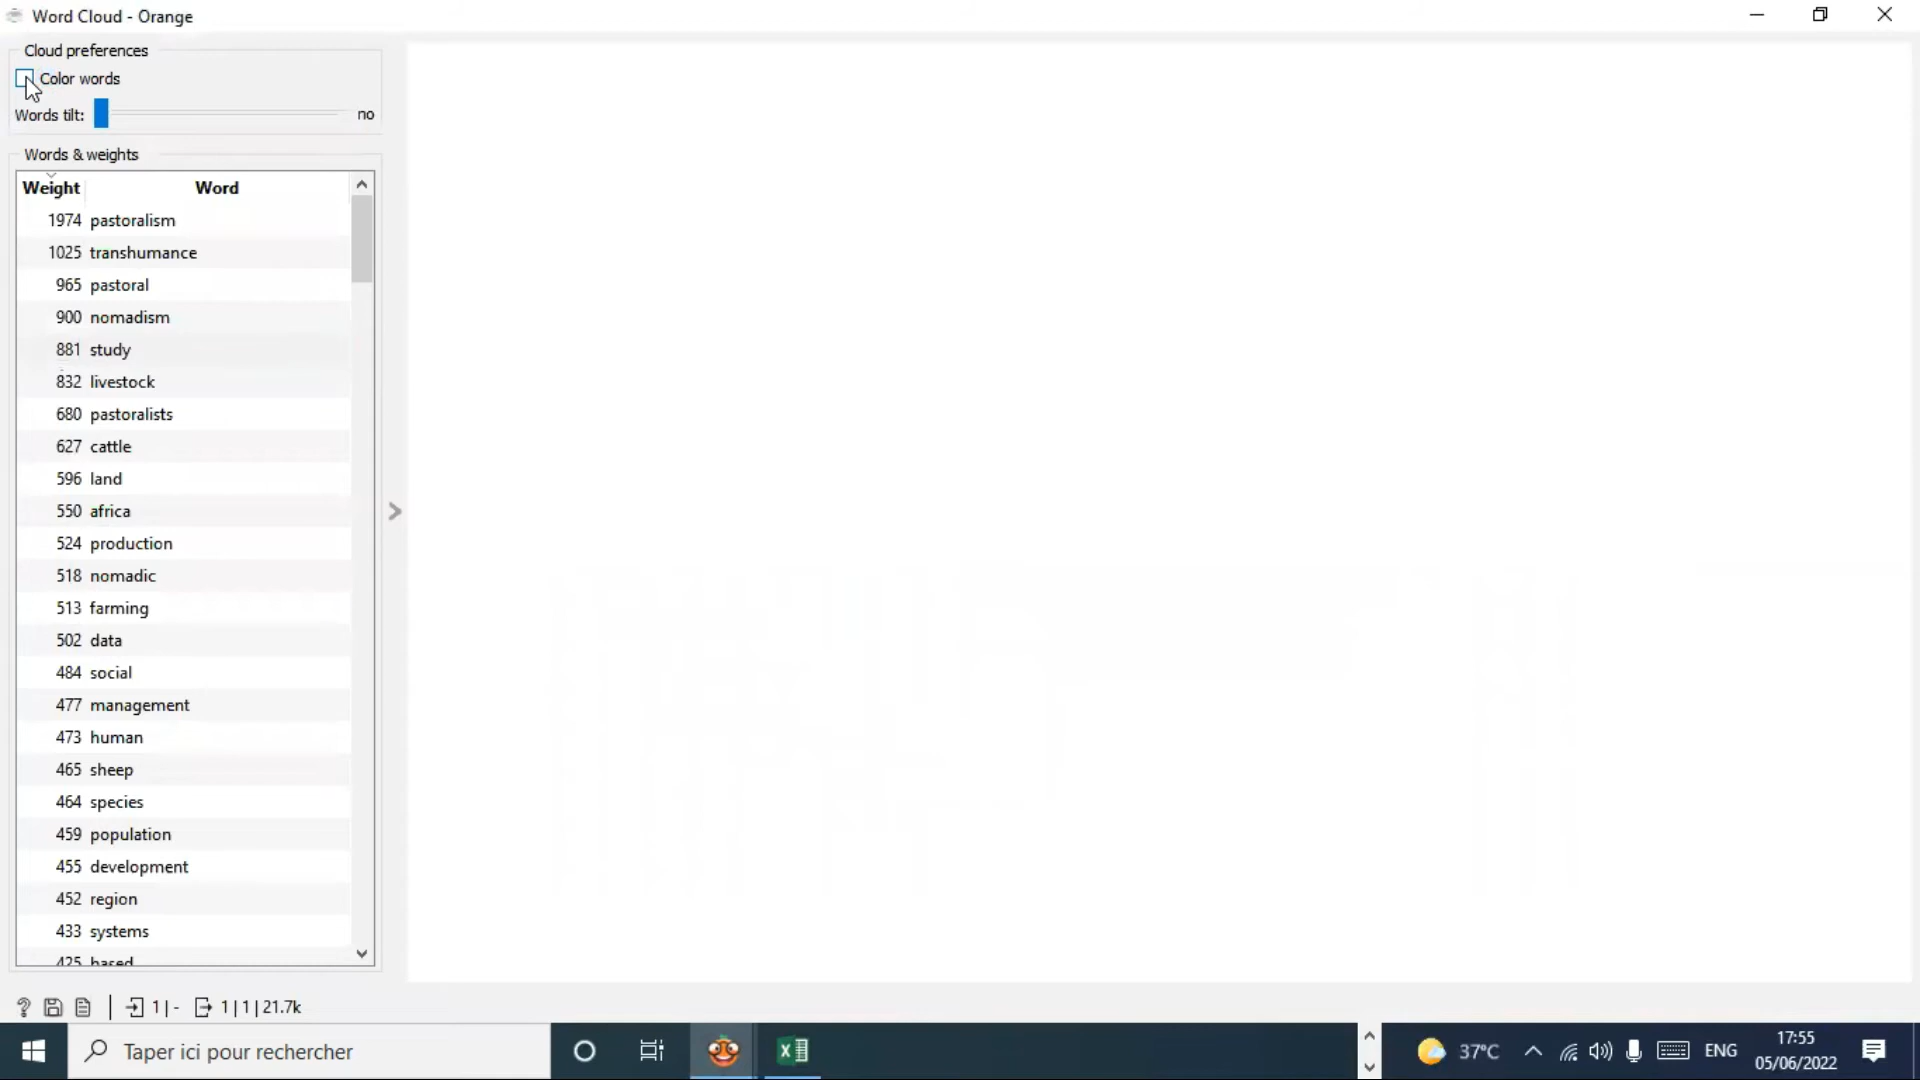 Word Cloud - Orange
Cloud preferences
Color words
Words tilt: no
Words & weights
Weight Word
1974 pastoralism
1025 transhumance
965 pastoral
900 nomadism
881 study
832 livestock
680 pastoralists
627 cattle
596 land
550 africa
524 production
518 nomadic
513 farming
502 data
484 social
477 management
473 human
465 sheep
464 species
459 population
455 development
452 region
433 systems
425 based
? 1 | - 1 | 1 | 21.7k
Taper ici pour rechercher
37°C
ENG
17:55
05/06/2022